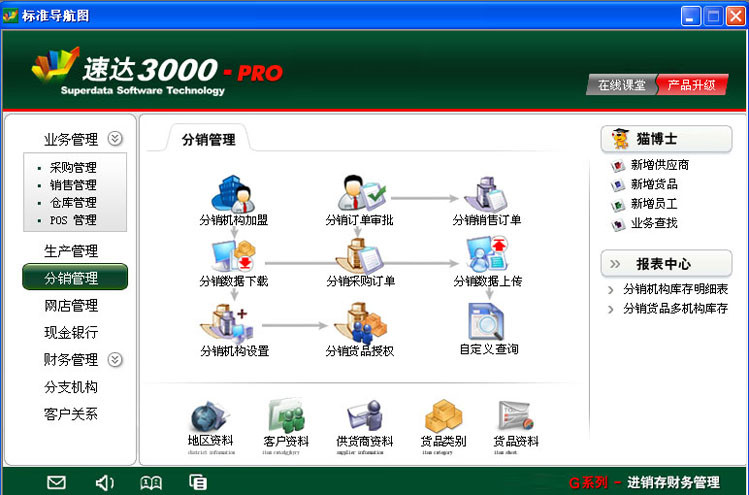 标准导航图
速达3000-PRO
Superdata Software Technology
在线课堂
产品升级
业务管理
采购管理
销售管理
仓库管理
POS 管理
生产管理
分销管理
网店管理
现金银行
财务管理
分支机构
客户关系
分销管理
分销机构加盟
分销订单审批
分销销售订单
分销数据下载
分销采购订单
分销数据上传
分销机构设置
分销货品授权
自定义查询
地区资料
客户资料
供货商资料
货品类别
货品资料
district infomation
supplier infomation
item category
item sheet
猫博士
新增供应商
新增货品
新增员工
业务查找
报表中心
分销机构库存明细表
分销货品多机构库存
G系列 - 进销存财务管理